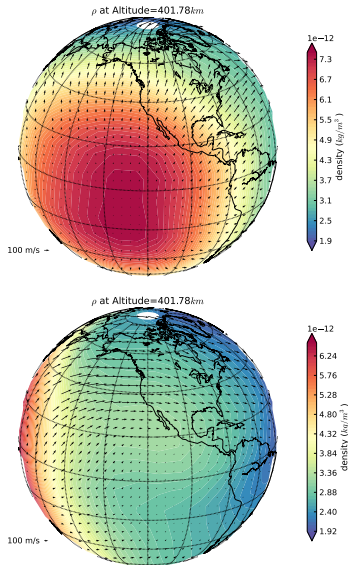 ρ at Altitude=401.78km
1e−12
7.3
6.7
6.1
5.5
4.9
4.3
3.7
3.1
2.5
1.9
density (kg/m³)
100 m/s
ρ at Altitude=401.78km
1e−12
6.24
5.76
5.28
4.80
4.32
3.84
3.36
2.88
2.40
1.92
density (kg/m³)
100 m/s